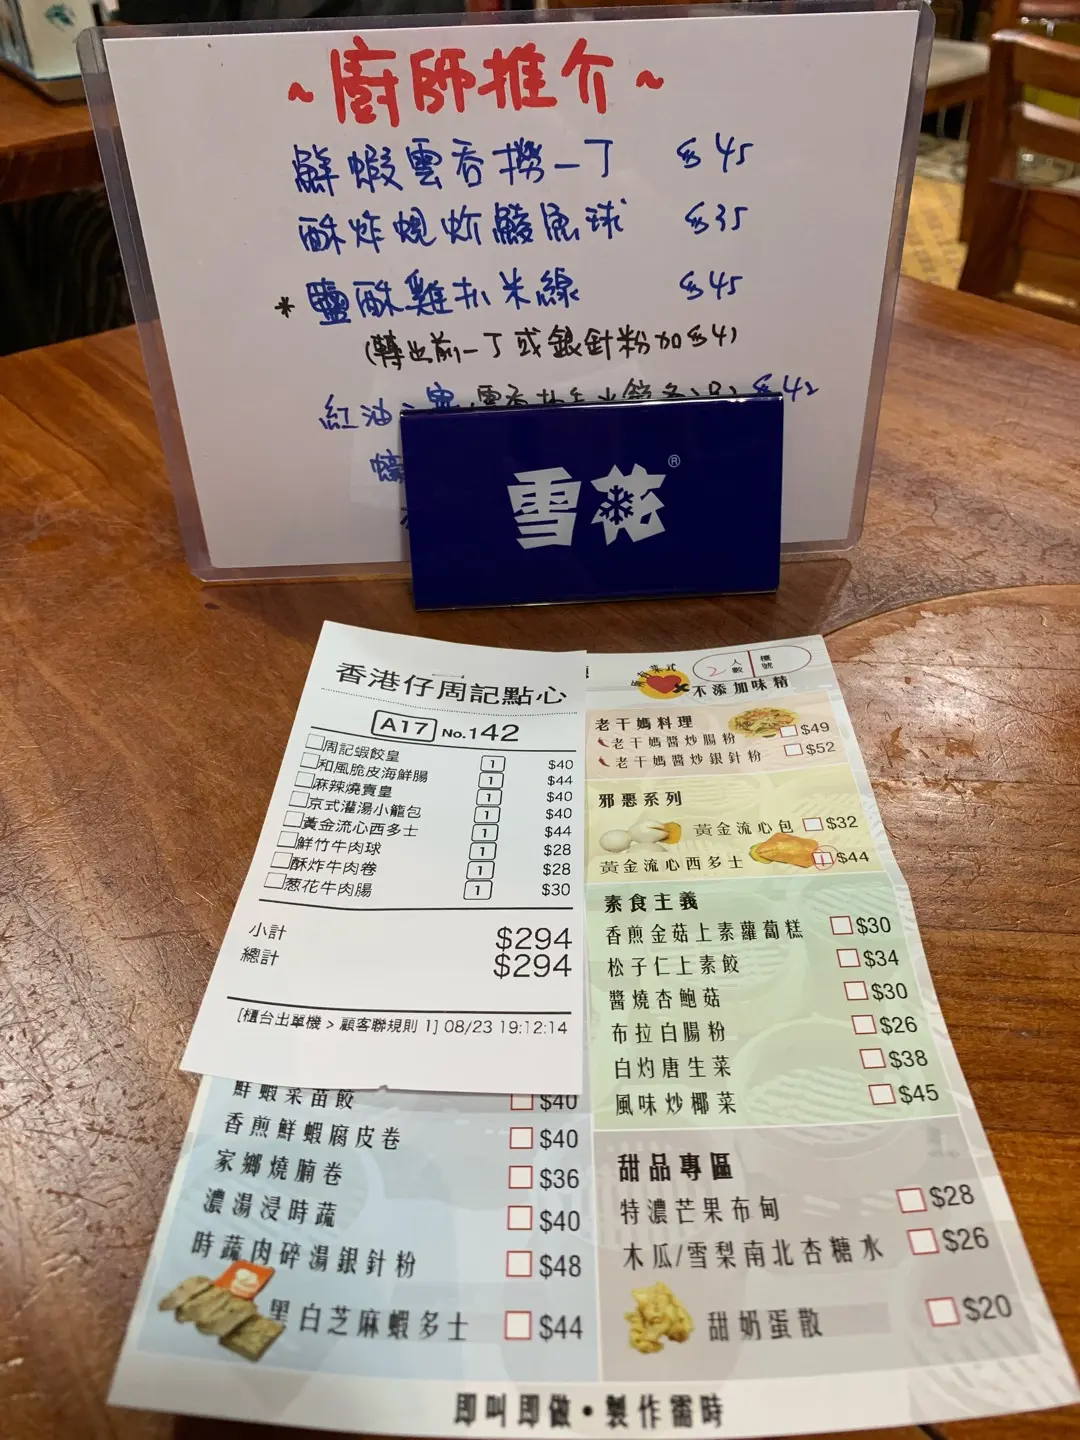 ~廚師推介~
鮮蝦雲吞撈一丁 $45
酥炸蜆蚧鯪魚球 $35
*鹽酥雞扒米線 $45
(轉出前一丁或銀針粉加$4)
紅油 $42
雪花®
香港仔周記點心
A17 No.142
周記蝦餃皇 1 $40
和風脆皮海鮮腸 1 $44
麻辣燒賣皇 1 $40
京式灌湯小籠包 1 $40
黃金流心西多士 1 $44
鮮竹牛肉球 1 $28
酥炸牛肉卷 1 $28
葱花牛肉腸 1 $30
小計 $294
總計 $294
[櫃台出單機 > 顧客聯規則 1] 08/23 19:12:14
鮮蝦菜苗餃 $40
香煎鮮蝦腐皮卷 $40
家鄉燒腩卷 $36
濃湯浸時蔬 $40
時蔬肉碎湯銀針粉 $48
黑白芝麻蝦多士 $44
2 人數 檯號
不添加味精
老干媽料理
老干媽醬炒腸粉 $49
老干媽醬炒銀針粉 $52
邪惡系列
黃金流心包 $32
黃金流心西多士 1 $44
素食主義
香煎金菇上素蘿蔔糕 $30
松子仁上素餃 $34
醬燒杏鮑菇 $30
布拉白腸粉 $26
白灼唐生菜 $38
風味炒椰菜 $45
甜品專區
特濃芒果布甸 $28
木瓜/雪梨南北杏糖水 $26
甜奶蛋散 $20
即叫即做•製作需時